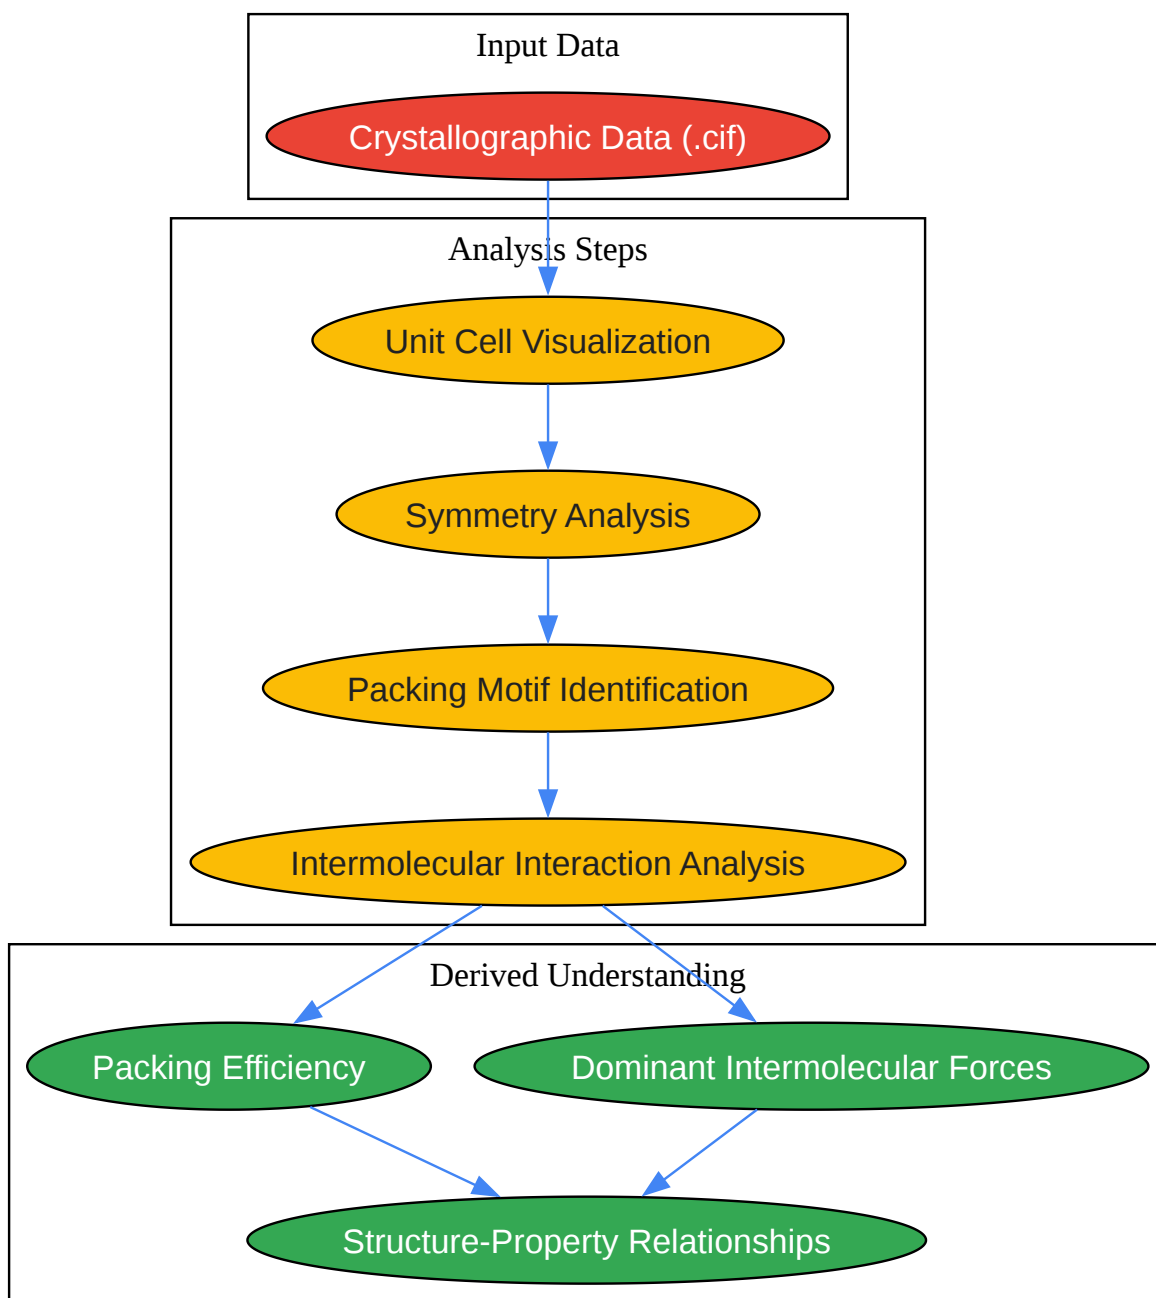 Input Data
Crystallographic Data (.cif)
Analysis Steps
Unit Cell Visualization
Symmetry Analysis
Packing Motif Identification
Intermolecular Interaction Analysis
Derived Understanding
Packing Efficiency
Dominant Intermolecular Forces
Structure-Property Relationships